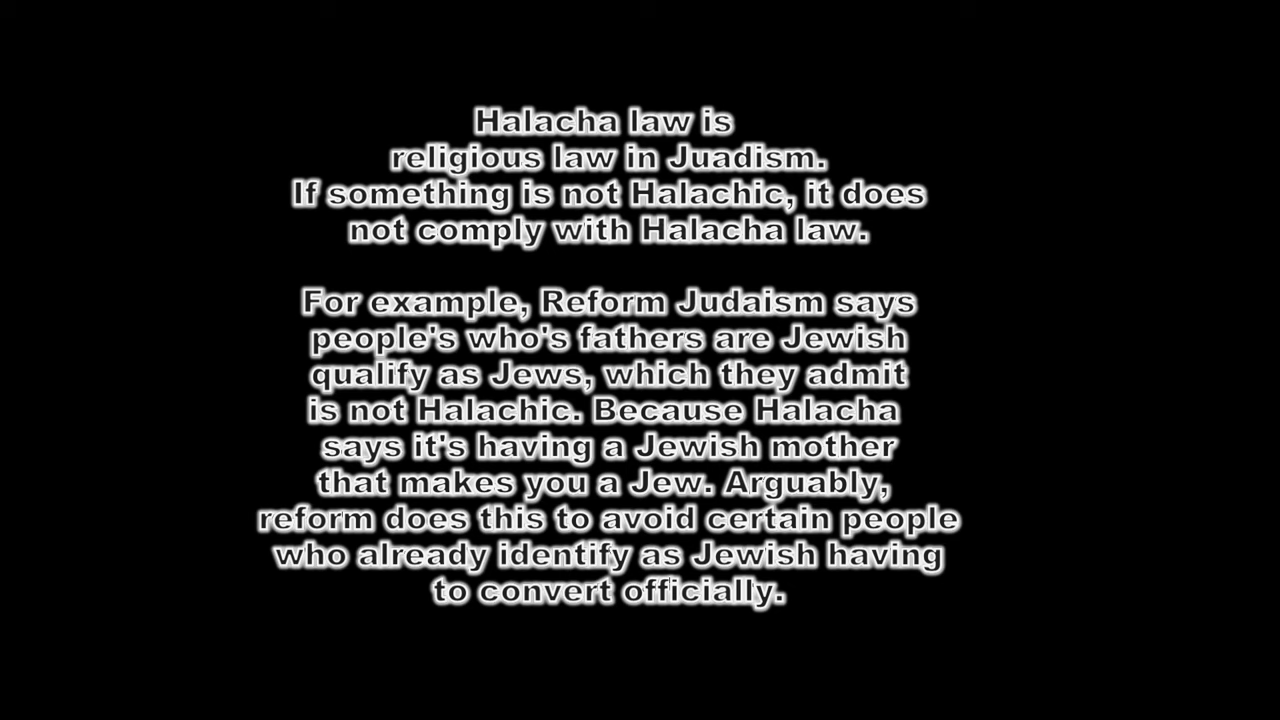 Halacha law is
religious law in Juadism.
If something is not Halachic, it does
not comply with Halacha law.
For example, Reform Judaism says
people's who's fathers are Jewish
qualify as Jews, which they admit
is not Halachic. Because Halacha
says it's having a Jewish mother
that makes you a Jew. Arguably,
reform does this to avoid certain people
who already identify as Jewish having
to convert officially.